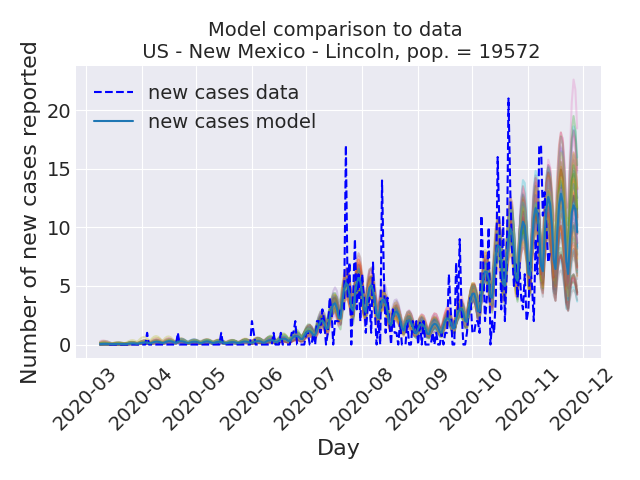 Model comparison to data
US - New Mexico - Lincoln, pop. = 19572
Number of new cases reported
new cases data
new cases model
20
15
10
5
0
2020-03
2020-04
2020-05
2020-06
2020-07
2020-08
2020-09
2020-10
2020-11
2020-12
Day